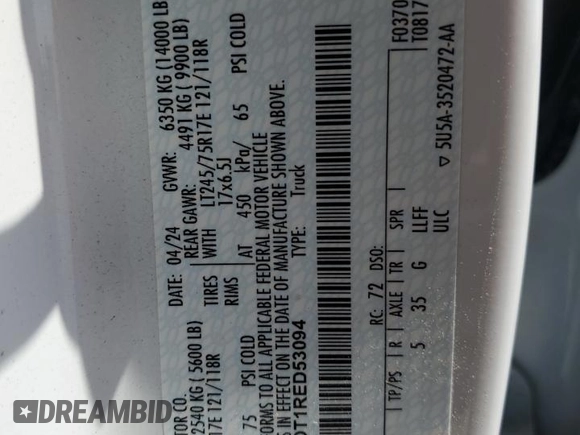 TOR CO.
DATE: 04/24
GVWR: 6350 KG (14000 LB
2540 KG ( 5600 LB)
REAR GAWR: 4491 KG ( 9900 LB)
17E 121/118R
TIRES WITH LT245/75R17E 121/118R
RIMS 17x6.5J
75 PSI COLD
AT 450 kPa/ 65 PSI COLD
ORMS TO ALL APPLICABLE FEDERAL MOTOR VEHICLE
S IN EFFECT ON THE DATE OF MANUFACTURE SHOWN ABOVE.
DT1RED53094
TYPE: Truck
F0370
T0817
RC: 72 DSO:
TP/PS R AXLE TR SPR
5 35 G LLFF
ULC
▽ 5U5A-3520472-AA
DREAMBID